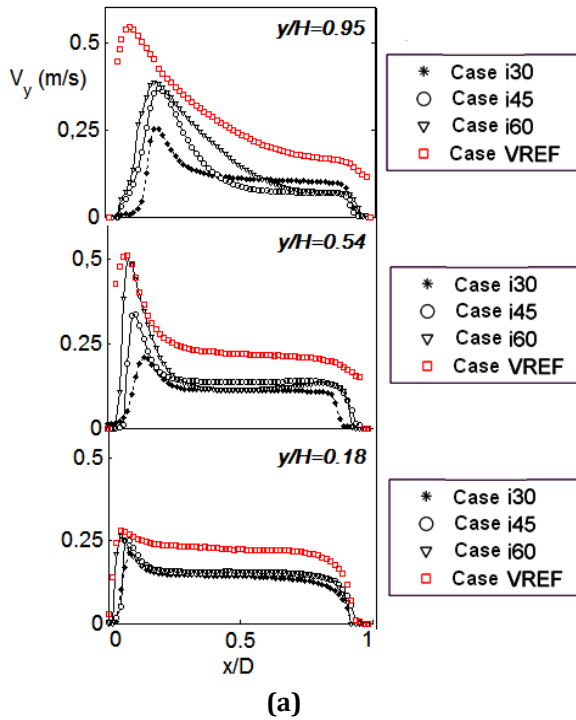 y/H=0.95
0.5
V_y (m/s)
0.25
0
Case i30
Case i45
Case i60
Case VREF
y/H=0.54
0,5
0.25
0
Case i30
Case i45
Case i60
Case VREF
y/H=0.18
0.5
0.25
0
Case i30
Case i45
Case i60
Case VREF
0 0.5 1
x/D
(a)